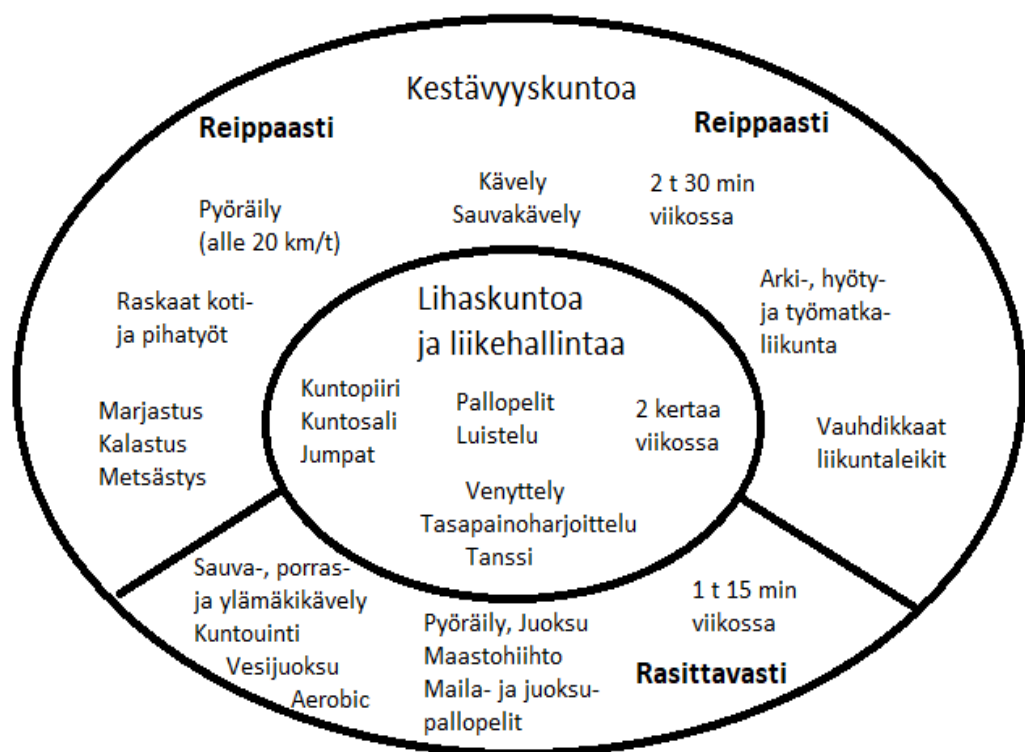 Kestävyyskuntoa
Reippaasti
Reippaasti
Pyöräily
(alle 20 km/t)
Kävely
Sauvakävely
2 t 30 min
viikossa
Raskaat koti-
ja pihatyöt
Arki-, hyöty-
ja työmatka-
liikunta
Marjastus
Kalastus
Metsästys
Vauhdikkaat
liikuntaleikit
Lihaskuntoa
ja liikehallintaa
Kuntopiiri
Kuntosali
Jumpat
Pallopelit
Luistelu
2 kertaa
viikossa
Venyttely
Tasapainoharjoittelu
Tanssi
Sauva-, porras-
ja ylämäkikävely
Kuntouinti
Vesijuoksu
Aerobic
Pyöräily, Juoksu
Maastohiihto
Maila- ja juoksu-
pallopelit
1 t 15 min
viikossa
Rasittavasti